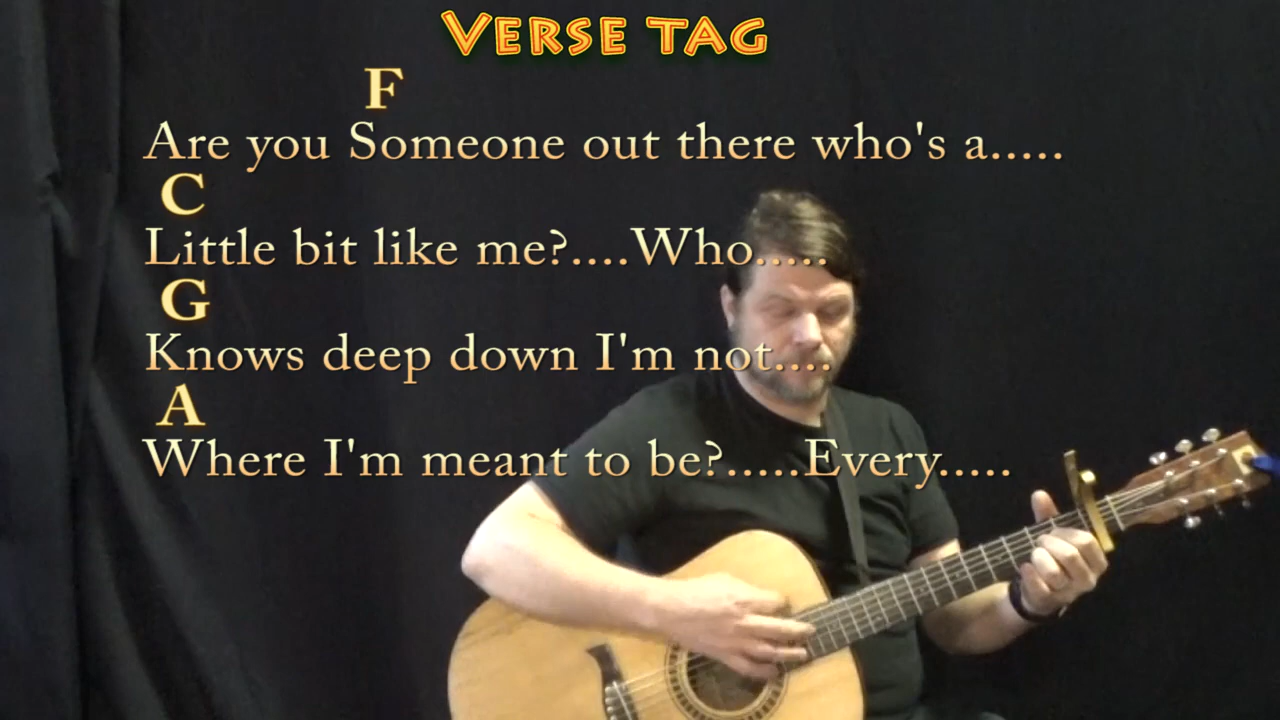 VERSE TAG
F
Are you Someone out there who's a.....
C
Little bit like me?....Who.....
G
Knows deep down I'm not....
A
Where I'm meant to be?.....Every.....